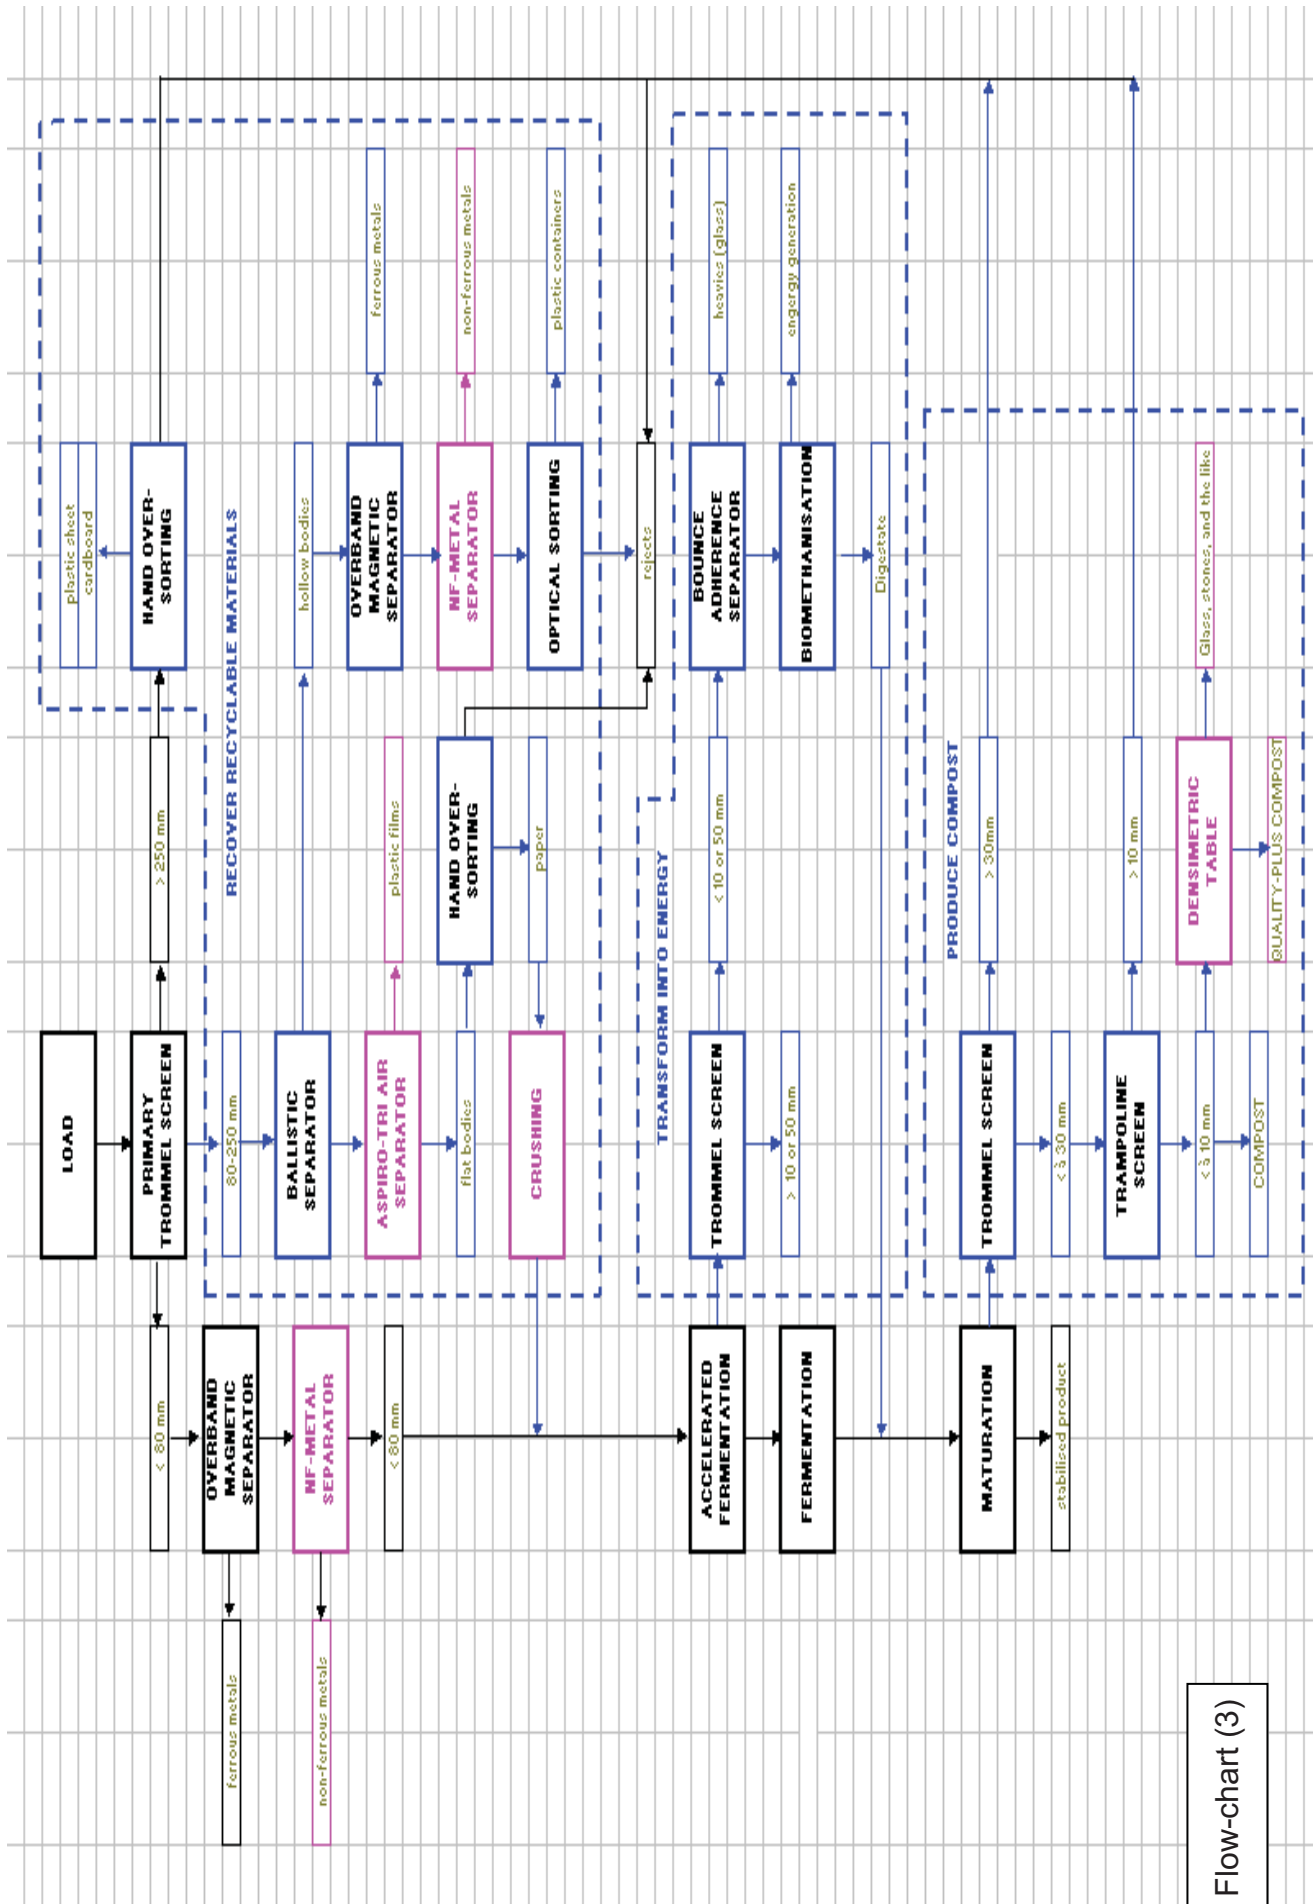 LOAD
PRIMARY
TROMMEL SCREEN
> 250 mm
HAND OVER-
SORTING
plastic sheet
cardboard
< 80 mm
OVERBAND
MAGNETIC
SEPARATOR
ferrous metals
NF-METAL
SEPARATOR
non-ferrous metals
< 80 mm
RECOVER RECYCLABLE MATERIALS
80-250 mm
BALLISTIC
SEPARATOR
hollow bodies
OVERBAND
MAGNETIC
SEPARATOR
ferrous metals
ASPIRO-TRI AIR
SEPARATOR
plastic films
NF-METAL
SEPARATOR
non-ferrous metals
flat bodies
HAND OVER-
SORTING
OPTICAL SORTING
plastic containers
CRUSHING
paper
rejects
TRANSFORM INTO ENERGY
ACCELERATED
FERMENTATION
TROMMEL SCREEN
< 10 or 50 mm
BOUNCE
ADHERENCE
SEPARATOR
heavies (glass)
FERMENTATION
> 10 or 50 mm
BIOMETHANISATION
engergy generation
Digestate
PRODUCE COMPOST
MATURATION
TROMMEL SCREEN
> 30mm
stabilised product
< à 30 mm
TRAMPOLINE
SCREEN
> 10 mm
< à 10 mm
DENSIMETRIC
TABLE
Glass, stones, and the like
COMPOST
QUALITY-PLUS COMPOST
Flow-chart (3)